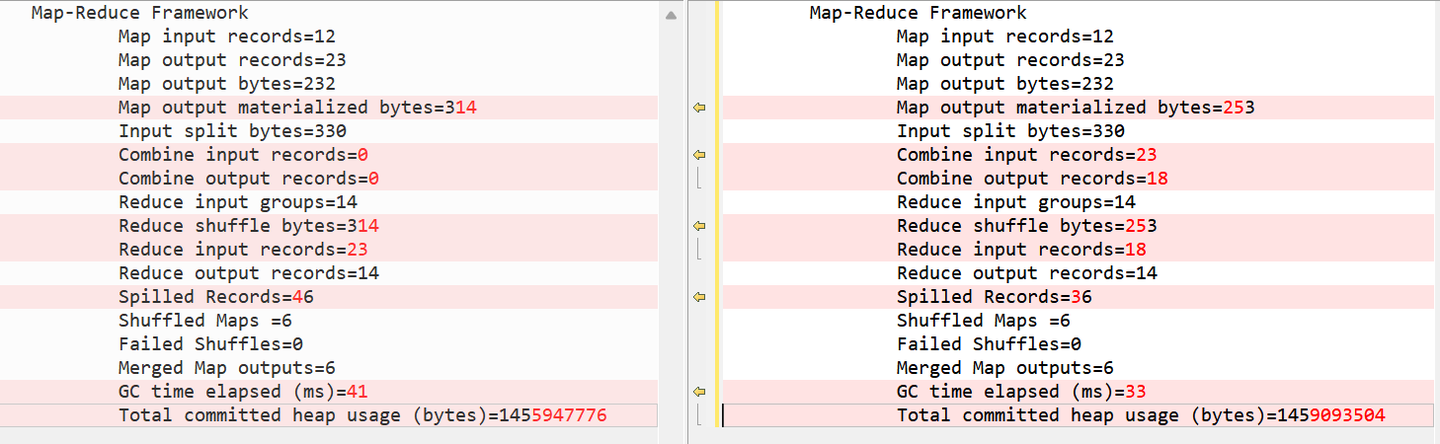 Map-Reduce Framework
Map input records=12
Map output records=23
Map output bytes=232
Map output materialized bytes=314
Input split bytes=330
Combine input records=0
Combine output records=0
Reduce input groups=14
Reduce shuffle bytes=314
Reduce input records=23
Reduce output records=14
Spilled Records=46
Shuffled Maps =6
Failed Shuffles=0
Merged Map outputs=6
GC time elapsed (ms)=41
Total committed heap usage (bytes)=1455947776
Map-Reduce Framework
Map input records=12
Map output records=23
Map output bytes=232
Map output materialized bytes=253
Input split bytes=330
Combine input records=23
Combine output records=18
Reduce input groups=14
Reduce shuffle bytes=253
Reduce input records=18
Reduce output records=14
Spilled Records=36
Shuffled Maps =6
Failed Shuffles=0
Merged Map outputs=6
GC time elapsed (ms)=33
Total committed heap usage (bytes)=1459093504